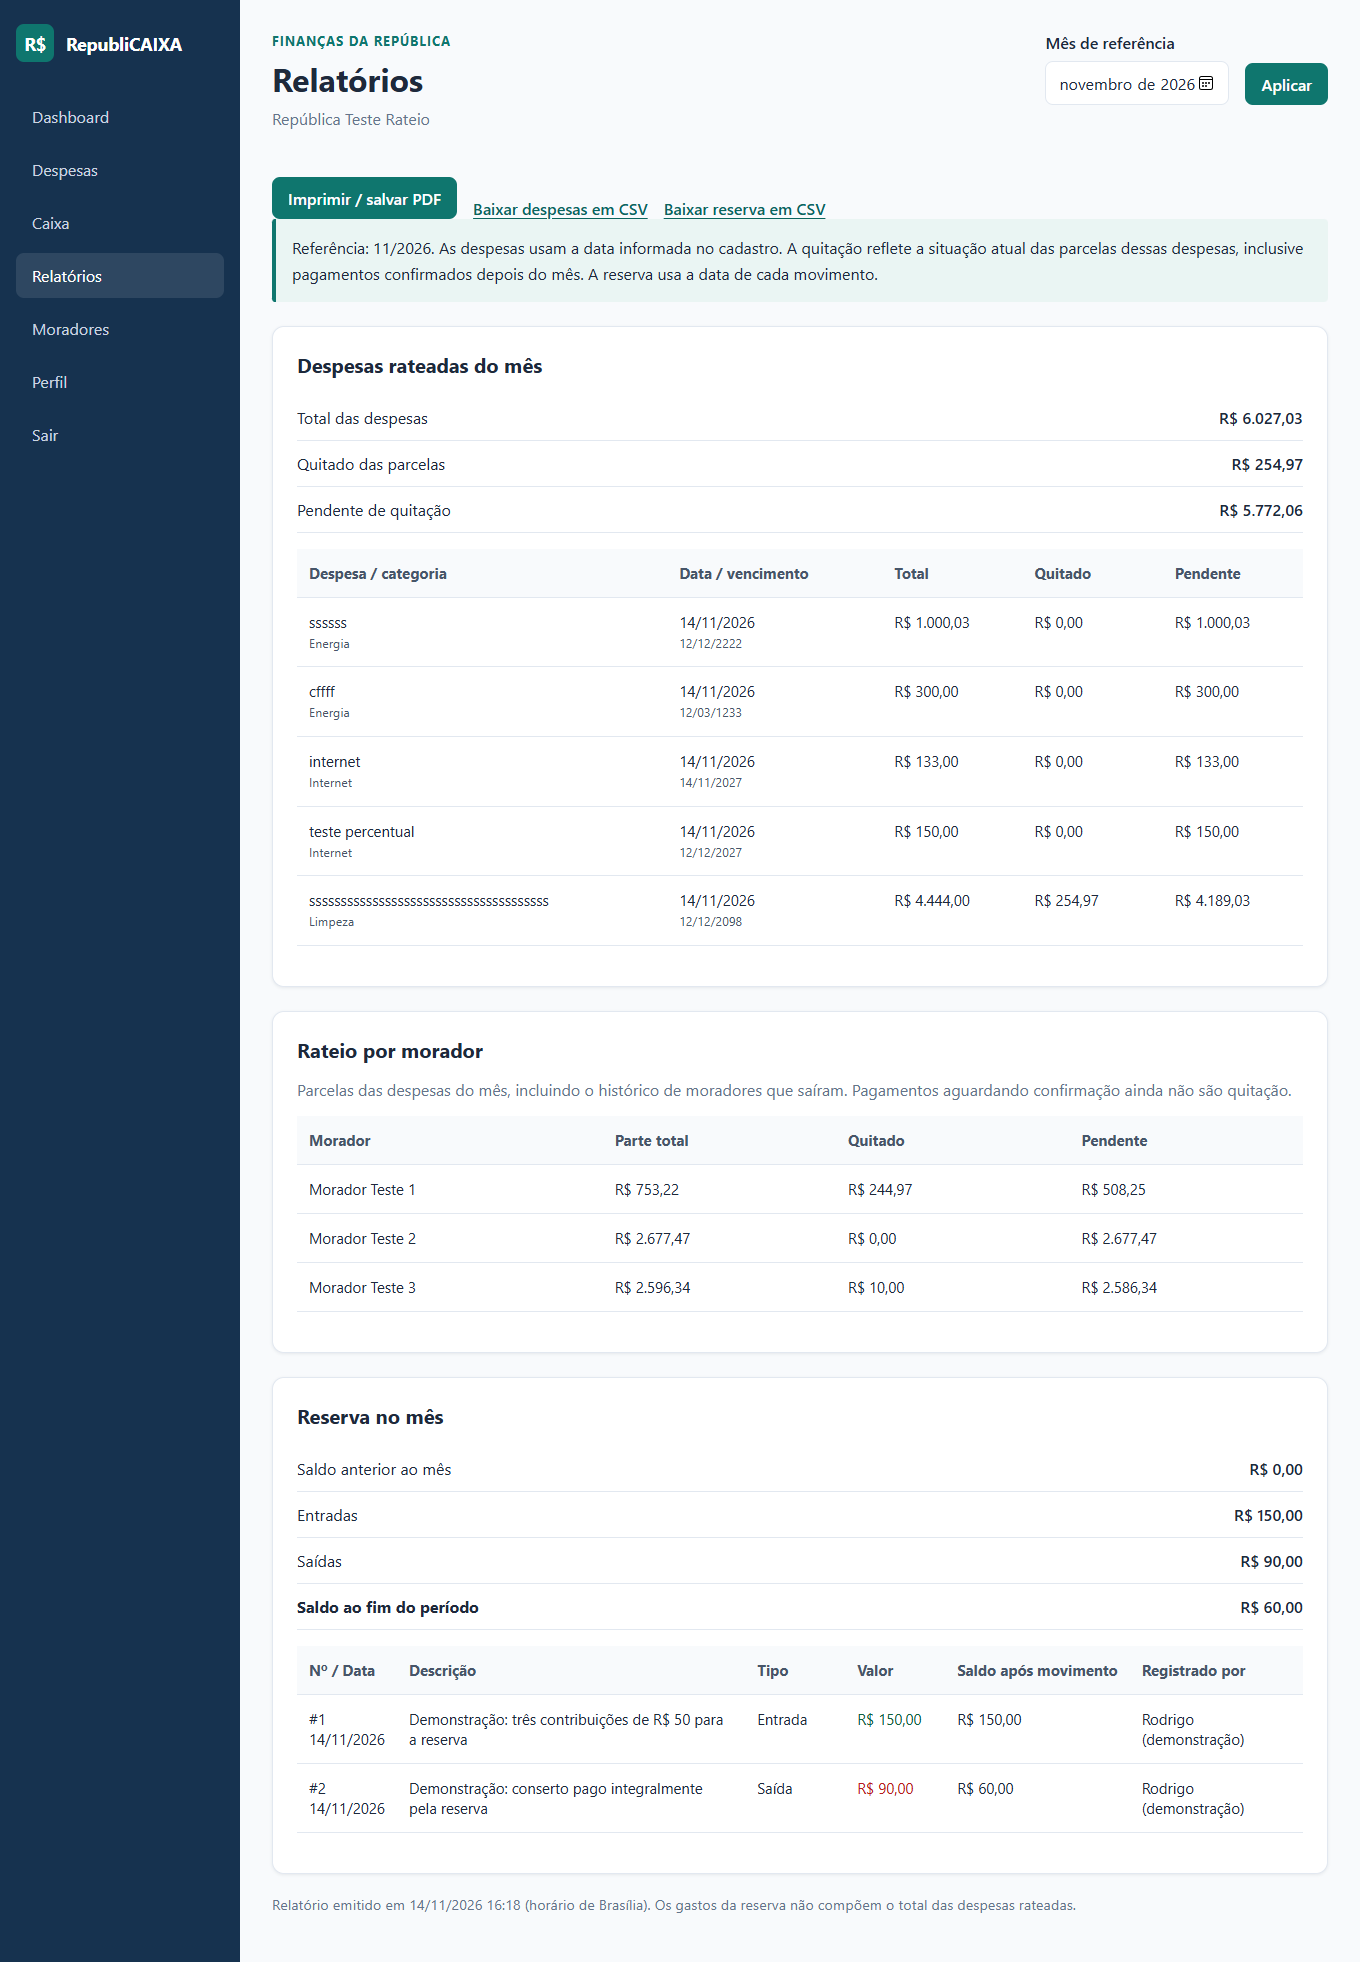 R$ RepubliCAIXA
Dashboard
Despesas
Caixa
Relatórios
Moradores
Perfil
Sair
FINANÇAS DA REPÚBLICA
Relatórios
República Teste Rateio
Mês de referência
novembro de 2026
Aplicar
Imprimir / salvar PDF
Baixar despesas em CSV
Baixar reserva em CSV
Referência: 11/2026. As despesas usam a data informada no cadastro. A quitação reflete a situação atual das parcelas dessas despesas, inclusive
pagamentos confirmados depois do mês. A reserva usa a data de cada movimento.
Despesas rateadas do mês
Total das despesas R$ 6.027,03
Quitado das parcelas R$ 254,97
Pendente de quitação R$ 5.772,06
Despesa / categoria Data / vencimento Total Quitado Pendente
ssssss 14/11/2026 R$ 1.000,03 R$ 0,00 R$ 1.000,03
Energia 12/12/2222
cffff 14/11/2026 R$ 300,00 R$ 0,00 R$ 300,00
Energia 12/03/1233
internet 14/11/2026 R$ 133,00 R$ 0,00 R$ 133,00
Internet 14/11/2027
teste percentual 14/11/2026 R$ 150,00 R$ 0,00 R$ 150,00
Internet 12/12/2027
ssssssssssssssssssssssssssssssssssssssss 14/11/2026 R$ 4.444,00 R$ 254,97 R$ 4.189,03
Limpeza 12/12/2098
Rateio por morador
Parcelas das despesas do mês, incluindo o histórico de moradores que saíram. Pagamentos aguardando confirmação ainda não são quitação.
Morador Parte total Quitado Pendente
Morador Teste 1 R$ 753,22 R$ 244,97 R$ 508,25
Morador Teste 2 R$ 2.677,47 R$ 0,00 R$ 2.677,47
Morador Teste 3 R$ 2.596,34 R$ 10,00 R$ 2.586,34
Reserva no mês
Saldo anterior ao mês R$ 0,00
Entradas R$ 150,00
Saídas R$ 90,00
Saldo ao fim do período R$ 60,00
Nº / Data Descrição Tipo Valor Saldo após movimento Registrado por
#1 Demonstração: três contribuições de R$ 50 para Entrada R$ 150,00 R$ 150,00 Rodrigo
14/11/2026 a reserva (demonstração)
#2 Demonstração: conserto pago integralmente Saída R$ 90,00 R$ 60,00 Rodrigo
14/11/2026 pela reserva (demonstração)
Relatório emitido em 14/11/2026 16:18 (horário de Brasília). Os gastos da reserva não compõem o total das despesas rateadas.